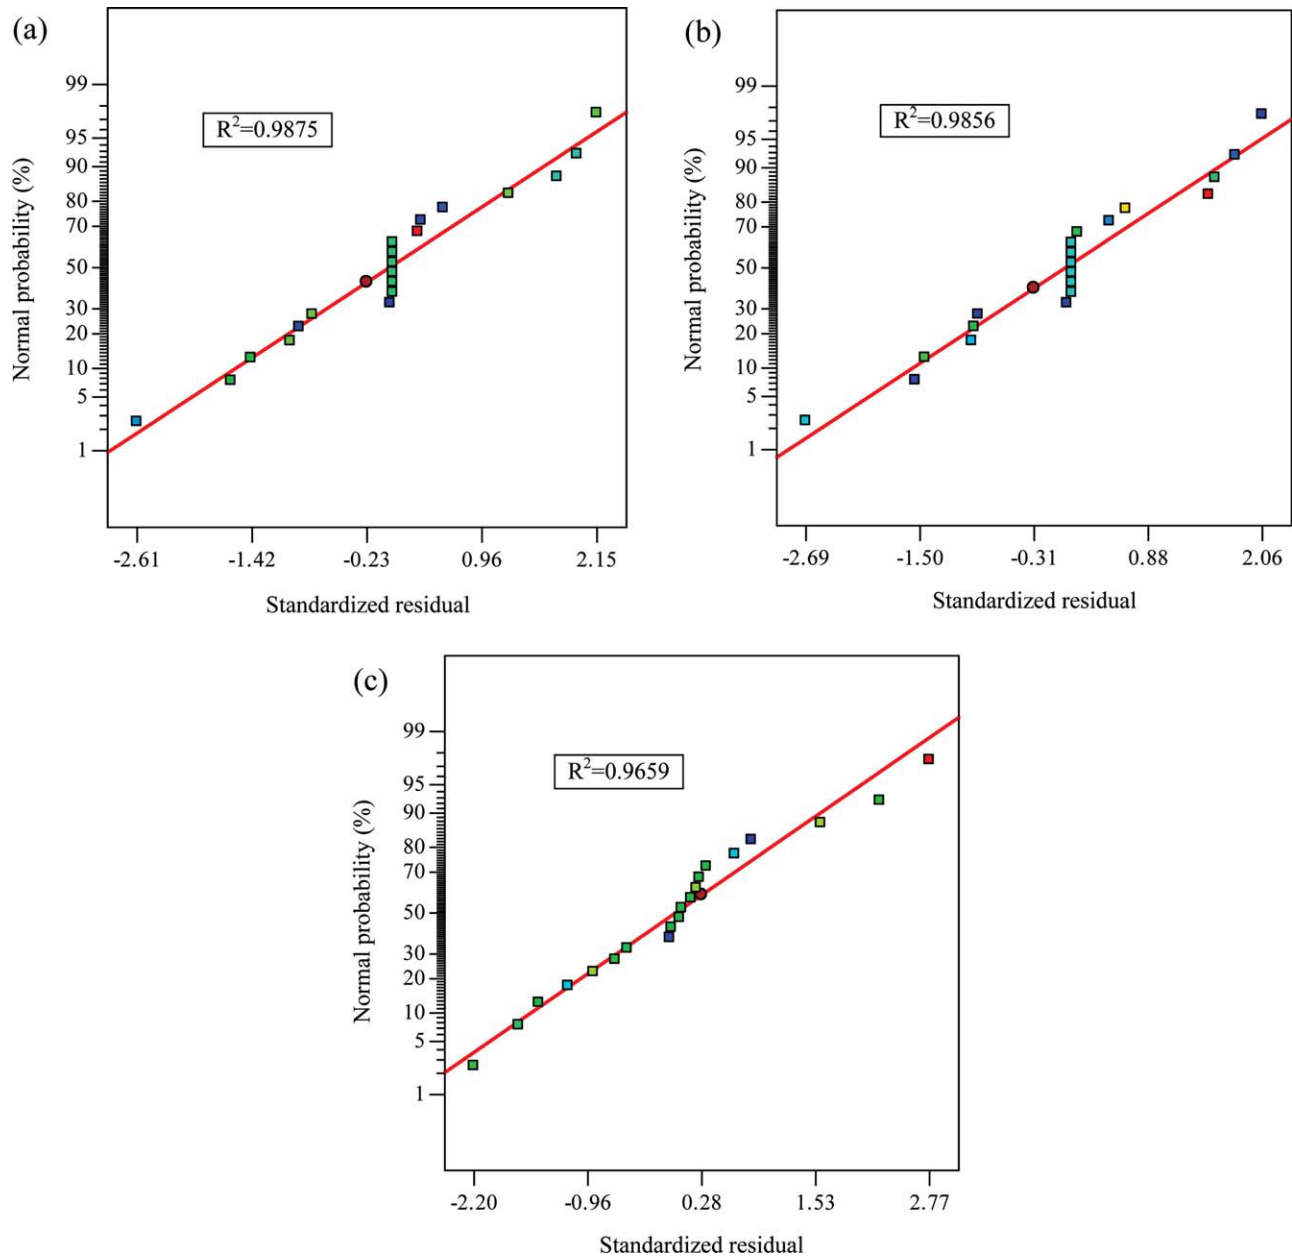 (a)
R²=0.9875
Normal probability (%)
99
95
90
80
70
50
30
20
10
5
1
-2.61 -1.42 -0.23 0.96 2.15
Standardized residual
(b)
R²=0.9856
Normal probability (%)
99
95
90
80
70
50
30
20
10
5
1
-2.69 -1.50 -0.31 0.88 2.06
Standardized residual
(c)
R²=0.9659
Normal probability (%)
99
95
90
80
70
50
30
20
10
5
1
-2.20 -0.96 0.28 1.53 2.77
Standardized residual